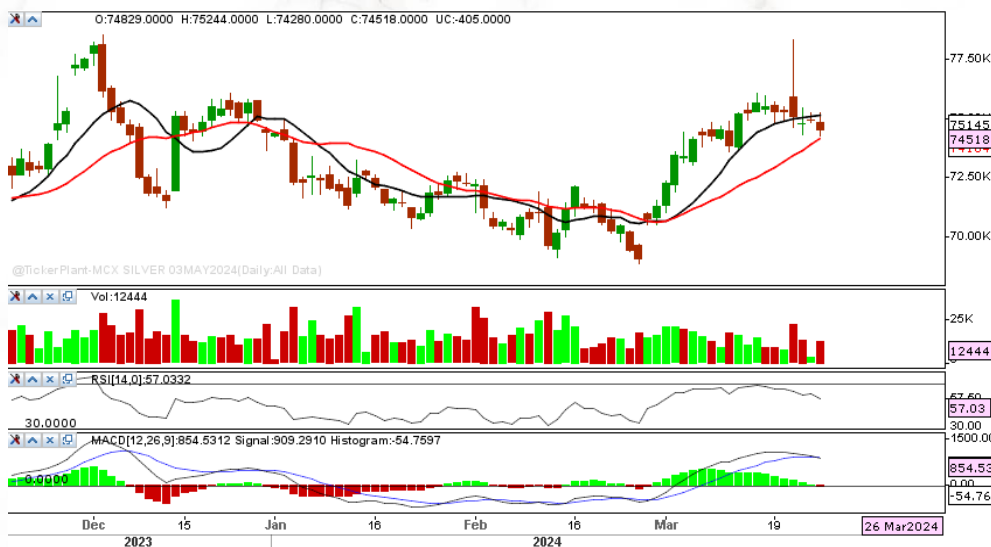 O:74829.0000 H:75244.0000 L:74280.0000 C:74518.0000 UC:-405.0000
77.50K
75145
74518
72.50K
70.00K
@TickerPlant-MCX SILVER 03MAY2024(Daily:All Data)
Vol:12444
25K
12444
RSI[14,0]:57.0332
57.03
30.0000
30.00
MACD[12,26,9]:854.5312 Signal:909.2910 Histogram:-54.7597
1500.00
854.53
0.0000
0.00
-54.76
Dec 15 Jan 16 Feb 16 Mar 19 26 Mar2024
2023 2024